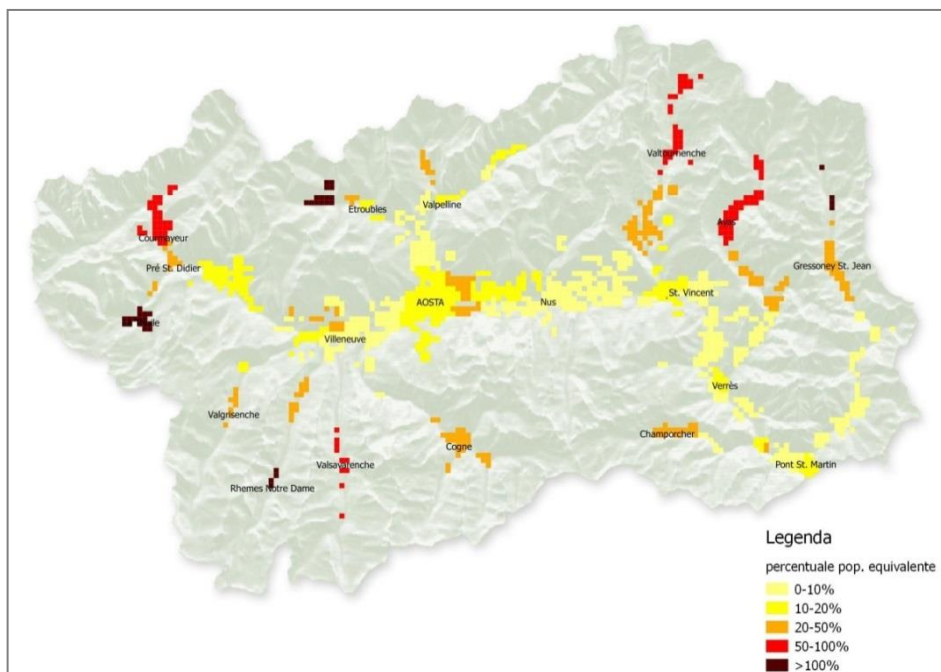 Valtournenche
Etroubles
Valpelline
Ayas
Courmayeur
Pré St. Didier
Gressoney St. Jean
AOSTA
Nus
St. Vincent
Villeneuve
Verrès
Valgrisenche
Champorcher
Cogne
Valsavarenche
Pont St. Martin
Rhemes Notre Dame
Legenda
percentuale pop. equivalente
0-10%
10-20%
20-50%
50-100%
>100%